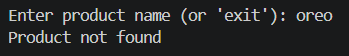 Enter product name (or 'exit'): oreo
Product not found